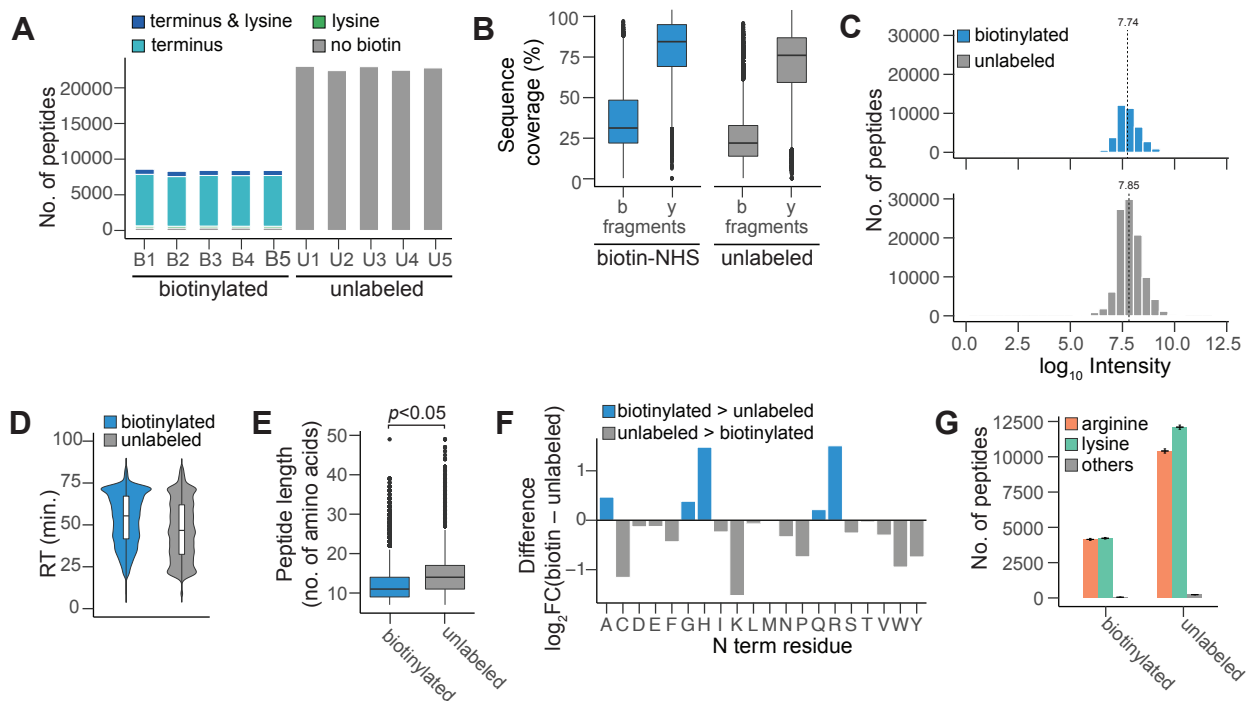 A
terminus & lysine
lysine
terminus
no biotin
No. of peptides
20000
15000
10000
5000
0
B1 B2 B3 B4 B5 U1 U2 U3 U4 U5
biotinylated unlabeled
B
Sequence
coverage (%)
100
75
50
25
0
b y b y
fragments fragments
biotin-NHS unlabeled
C
7.74
biotinylated
unlabeled
30000
20000
10000
0
No. of peptides
7.85
30000
20000
10000
0
0.0 2.5 5.0 7.5 10.0 12.5
log10 Intensity
D
biotinylated
unlabeled
RT (min.)
100
75
50
25
0
E
p<0.05
Peptide length
(no. of amino acids)
50
40
30
20
10
biotinylated
unlabeled
F
biotinylated > unlabeled
unlabeled > biotinylated
Difference
log2FC(biotin – unlabeled)
1
0
−1
A C D E F G H I K L M N P Q R S T V W Y
N term residue
G
arginine
lysine
others
No. of peptides
12500
10000
7500
5000
2500
0
biotinylated
unlabeled